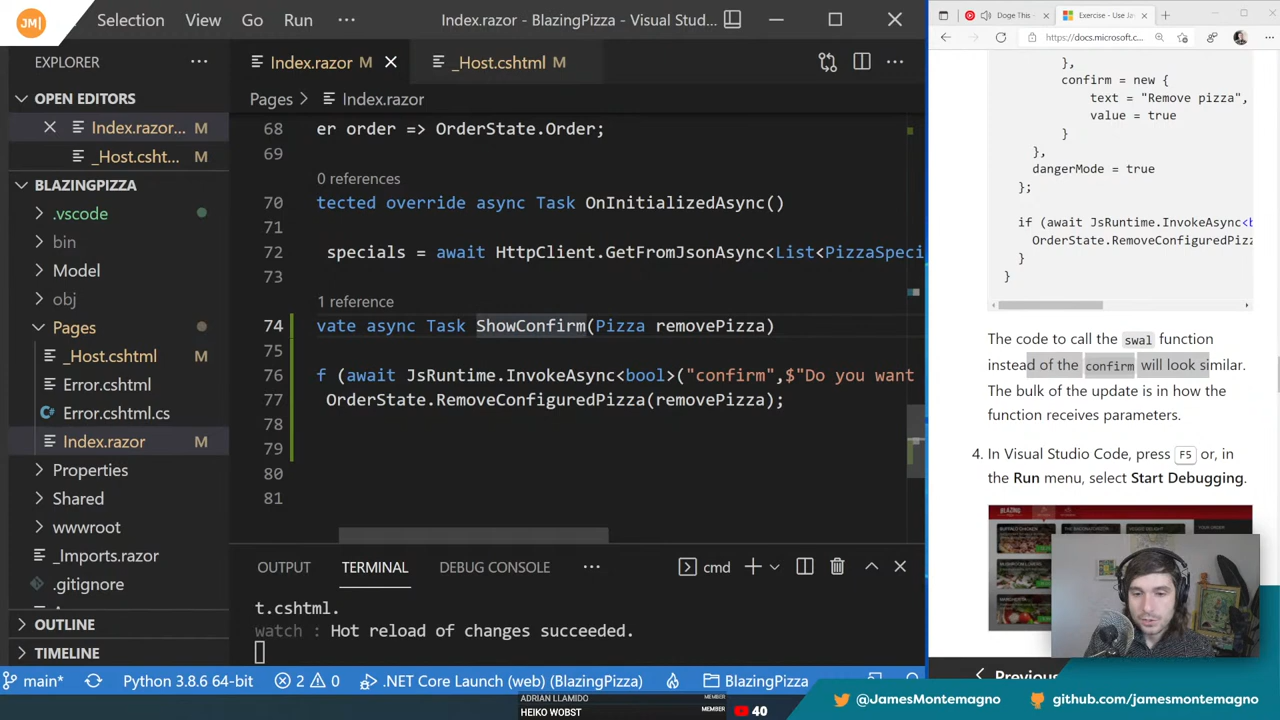 JM
Selection View Go Run ···
Index.razor - BlazingPizza - Visual Stud...
EXPLORER ···
OPEN EDITORS
Index.razor... M
_Host.csht... M
BLAZINGPIZZA
.vscode
bin
Model
obj
Pages
_Host.cshtml M
Error.cshtml
Error.cshtml.cs
Index.razor M
Properties
Shared
wwwroot
_Imports.razor
.gitignore
OUTLINE
TIMELINE
Index.razor M
_Host.cshtml M
Pages > Index.razor
68 er order => OrderState.Order;
69
0 references
70 tected override async Task OnInitializedAsync()
71
72 specials = await HttpClient.GetFromJsonAsync<List<PizzaSpeci
73
1 reference
74 vate async Task ShowConfirm(Pizza removePizza)
75
76 f (await JsRuntime.InvokeAsync<bool>("confirm",$"Do you want
77 OrderState.RemoveConfiguredPizza(removePizza);
78
79
80
81
OUTPUT TERMINAL DEBUG CONSOLE ··· cmd
t.cshtml.
watch : Hot reload of changes succeeded.
main* Python 3.8.6 64-bit 0 0 .NET Core Launch (web) (BlazingPizza) BlazingPizza
Doge This -
Exercise - Use Ja
https://docs.microsoft.c...
},
confirm = new {
text = "Remove pizza",
value = true
}
},
dangerMode = true
};
if (await JsRuntime.InvokeAsync<b
OrderState.RemoveConfiguredPizz
}
}
The code to call the swal function
instead of the confirm will look similar.
The bulk of the update is in how the
function receives parameters.
4. In Visual Studio Code, press F5 or, in
the Run menu, select Start Debugging.
Previous
ADRIAN LLAMIDO MEMBER
HEIKO WOBST MEMBER
40
@JamesMontemagno
github.com/jamesmontemagno